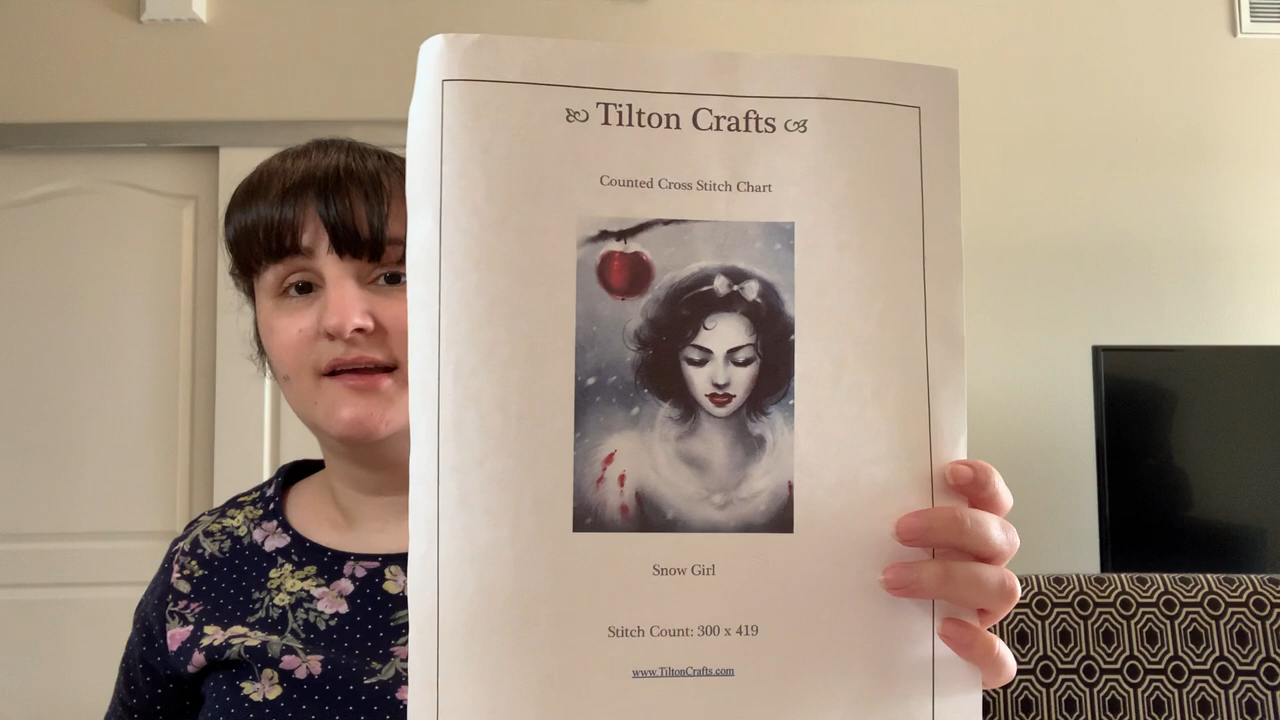 Tilton Crafts
Counted Cross Stitch Chart
Snow Girl
Stitch Count: 300 x 419
www.TiltonCrafts.com